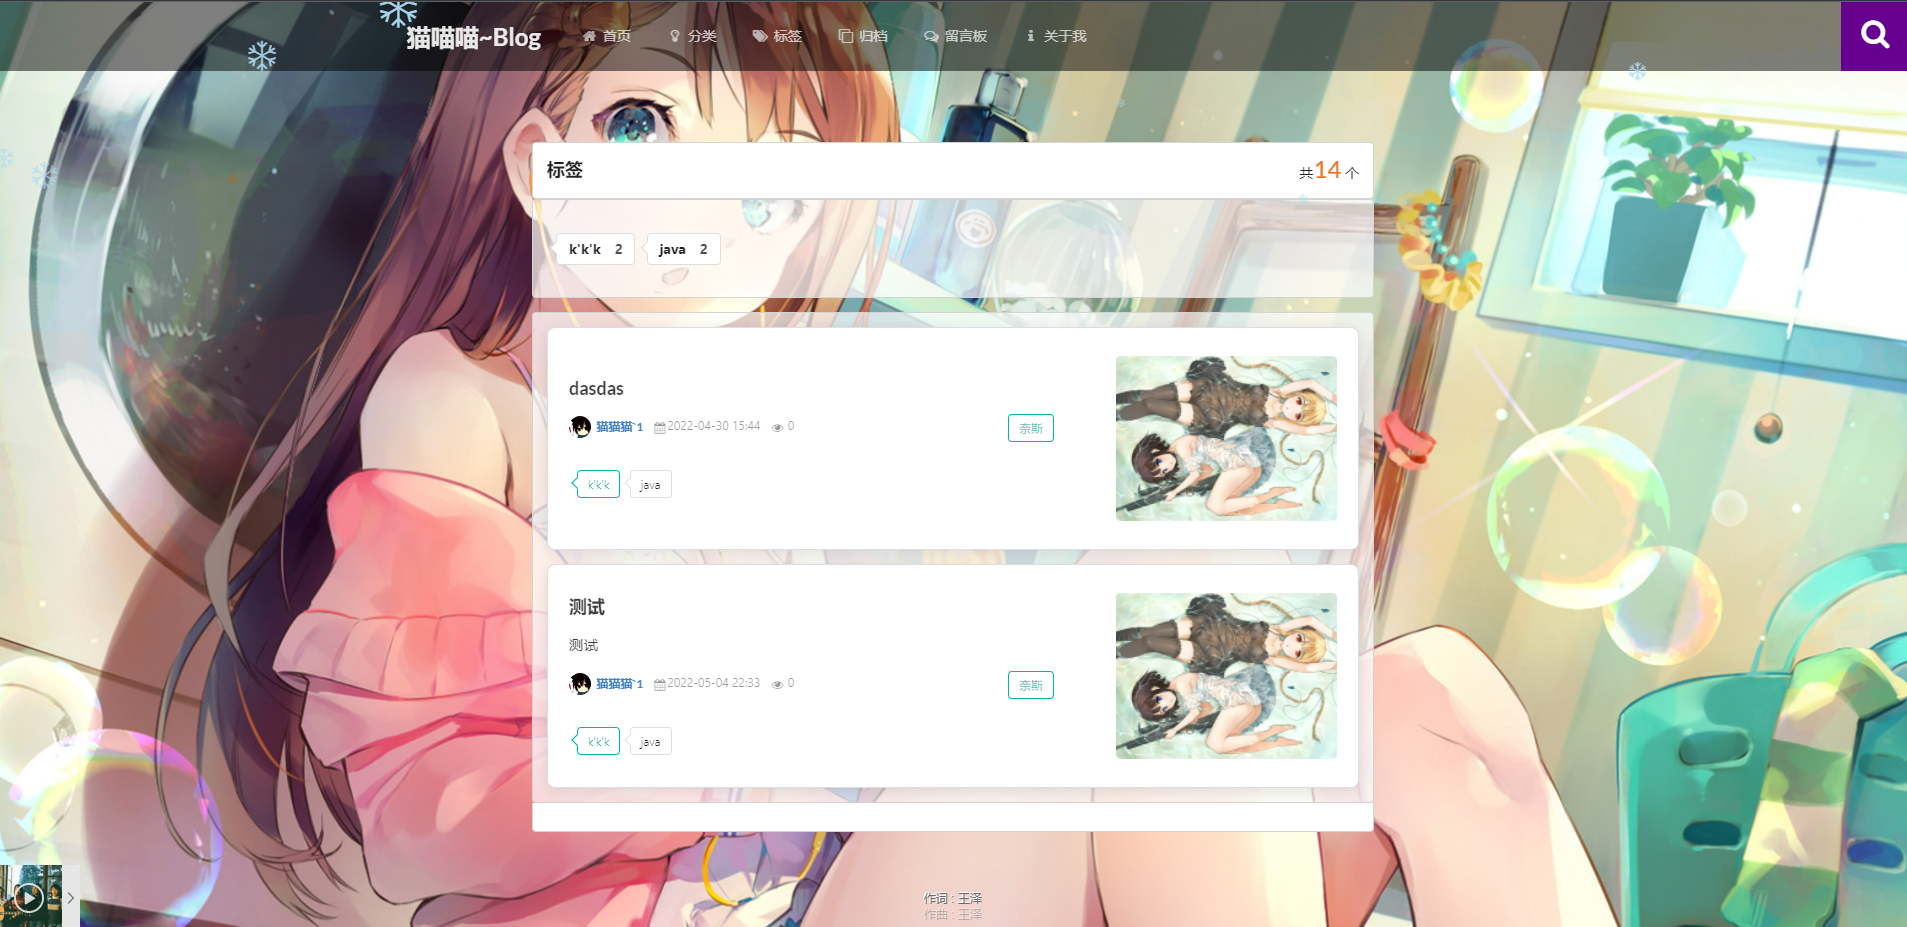 猫喵喵~Blog 首页 分类 标签 归档 留言板 关于我
标签 共14 个
k'k'k 2 java 2
dasdas
猫猫猫`1 2022-04-30 15:44 0 奈斯
k'k'k java
测试
测试
猫猫猫`1 2022-05-04 22:33 0 奈斯
k'k'k java
作词 : 王泽
作曲 : 王泽